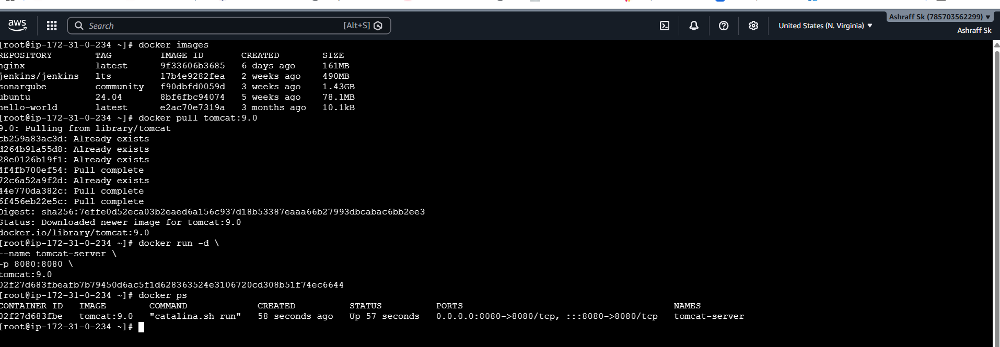 aws
Search [Alt+S]
United States (N. Virginia)
Ashraff Sk (785703562299)
Ashraff Sk
[root@ip-172-31-0-234 ~]# docker images
REPOSITORY TAG IMAGE ID CREATED SIZE
nginx latest 9f33606b3685 6 days ago 161MB
jenkins/jenkins lts 17b4e9282fea 2 weeks ago 490MB
sonarqube community f90dbfd0059d 3 weeks ago 1.43GB
ubuntu 24.04 8bf6fbc94074 5 weeks ago 78.1MB
hello-world latest e2ac70e7319a 3 months ago 10.1kB
[root@ip-172-31-0-234 ~]# docker pull tomcat:9.0
9.0: Pulling from library/tomcat
cb259a83ac3d: Already exists
d264b91a55d8: Already exists
28e0126b19f1: Already exists
4f4fb700ef54: Pull complete
72c6a52a9f2d: Already exists
44e770da382c: Pull complete
6f456eb22e5c: Pull complete
Digest: sha256:7effe0d52eca03b2eaed6a156c937d18b53387eaaa66b27993dbcabac6bb2ee3
Status: Downloaded newer image for tomcat:9.0
docker.io/library/tomcat:9.0
[root@ip-172-31-0-234 ~]# docker run -d \
--name tomcat-server \
-p 8080:8080 \
tomcat:9.0
02f27d683fbeafb7b79450d6ac5f1d628363524e3106720cd308b51f74ec6644
[root@ip-172-31-0-234 ~]# docker ps
CONTAINER ID IMAGE COMMAND CREATED STATUS PORTS NAMES
02f27d683fbe tomcat:9.0 "catalina.sh run" 58 seconds ago Up 57 seconds 0.0.0.0:8080->8080/tcp, :::8080->8080/tcp tomcat-server
[root@ip-172-31-0-234 ~]#